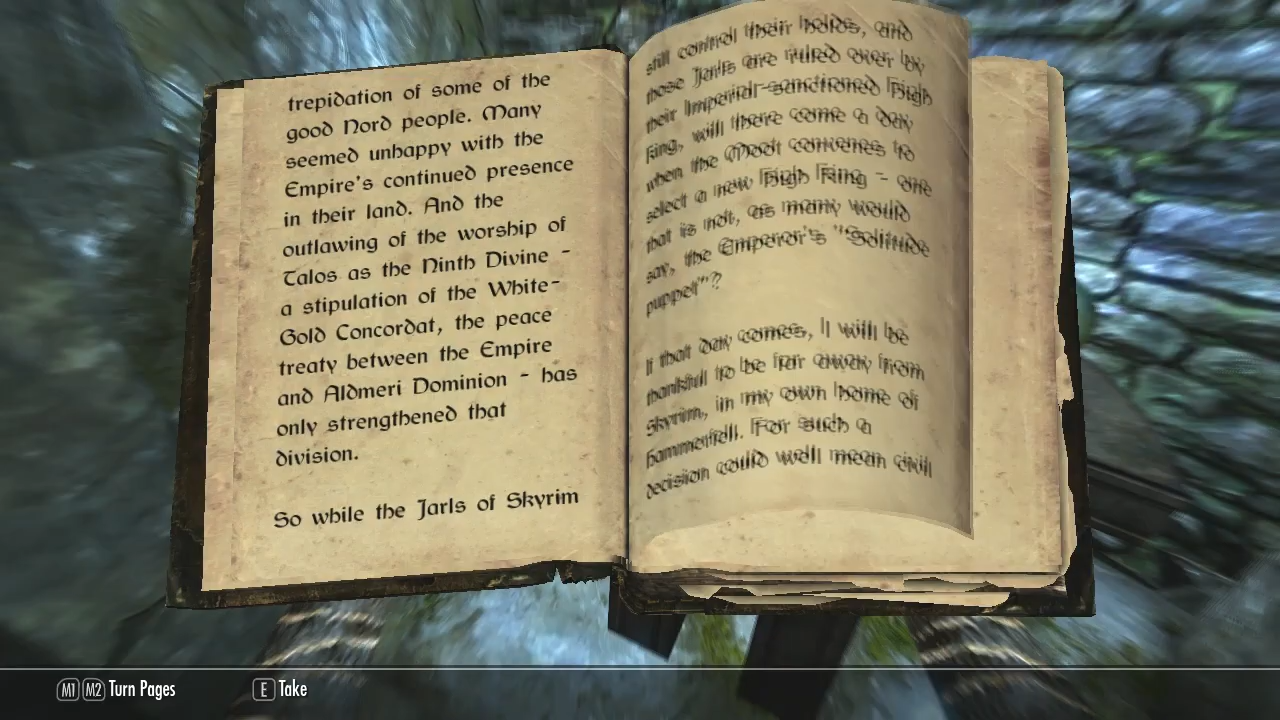 trepidation of some of the
good Nord people. Many
seemed unhappy with the
Empire's continued presence
in their land. And the
outlawing of the worship of
Talos as the Ninth Divine -
a stipulation of the White-
Gold Concordat, the peace
treaty between the Empire
and Aldmeri Dominion - has
only strengthened that
division.
So while the Jarls of Skyrim
still control their holds, and
those Jarls are ruled over by
their Imperial-sanctioned High
King, will there come a day
when the Moot convenes to
select a new High King - one
that is not, as many would
say, the Emperor's "Solitude
puppet"?
If that day comes, I will be
thankful to be far away from
Skyrim, in my own home of
Hammerfell. For such a
decision could well mean civil
M1 M2 Turn Pages
E Take